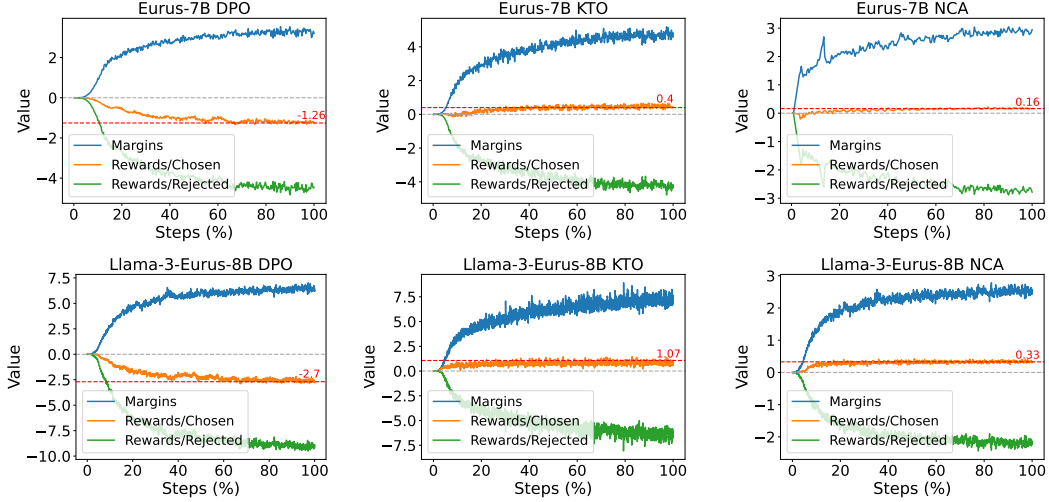 Eurus-7B DPO
Value
2
0
−2
−4
-1.26
Margins
Rewards/Chosen
Rewards/Rejected
0 20 40 60 80 100
Steps (%)
Eurus-7B KTO
Value
4
2
0
−2
−4
0.4
Margins
Rewards/Chosen
Rewards/Rejected
0 20 40 60 80 100
Steps (%)
Eurus-7B NCA
Value
3
2
1
0
−1
−2
−3
0.16
Margins
Rewards/Chosen
Rewards/Rejected
0 20 40 60 80 100
Steps (%)
Llama-3-Eurus-8B DPO
Value
7.5
5.0
2.5
0.0
−2.5
−5.0
−7.5
−10.0
-2.7
Margins
Rewards/Chosen
Rewards/Rejected
0 20 40 60 80 100
Steps (%)
Llama-3-Eurus-8B KTO
Value
7.5
5.0
2.5
0.0
−2.5
−5.0
−7.5
1.07
Margins
Rewards/Chosen
Rewards/Rejected
0 20 40 60 80 100
Steps (%)
Llama-3-Eurus-8B NCA
Value
3
2
1
0
−1
−2
0.33
Margins
Rewards/Chosen
Rewards/Rejected
0 20 40 60 80 100
Steps (%)